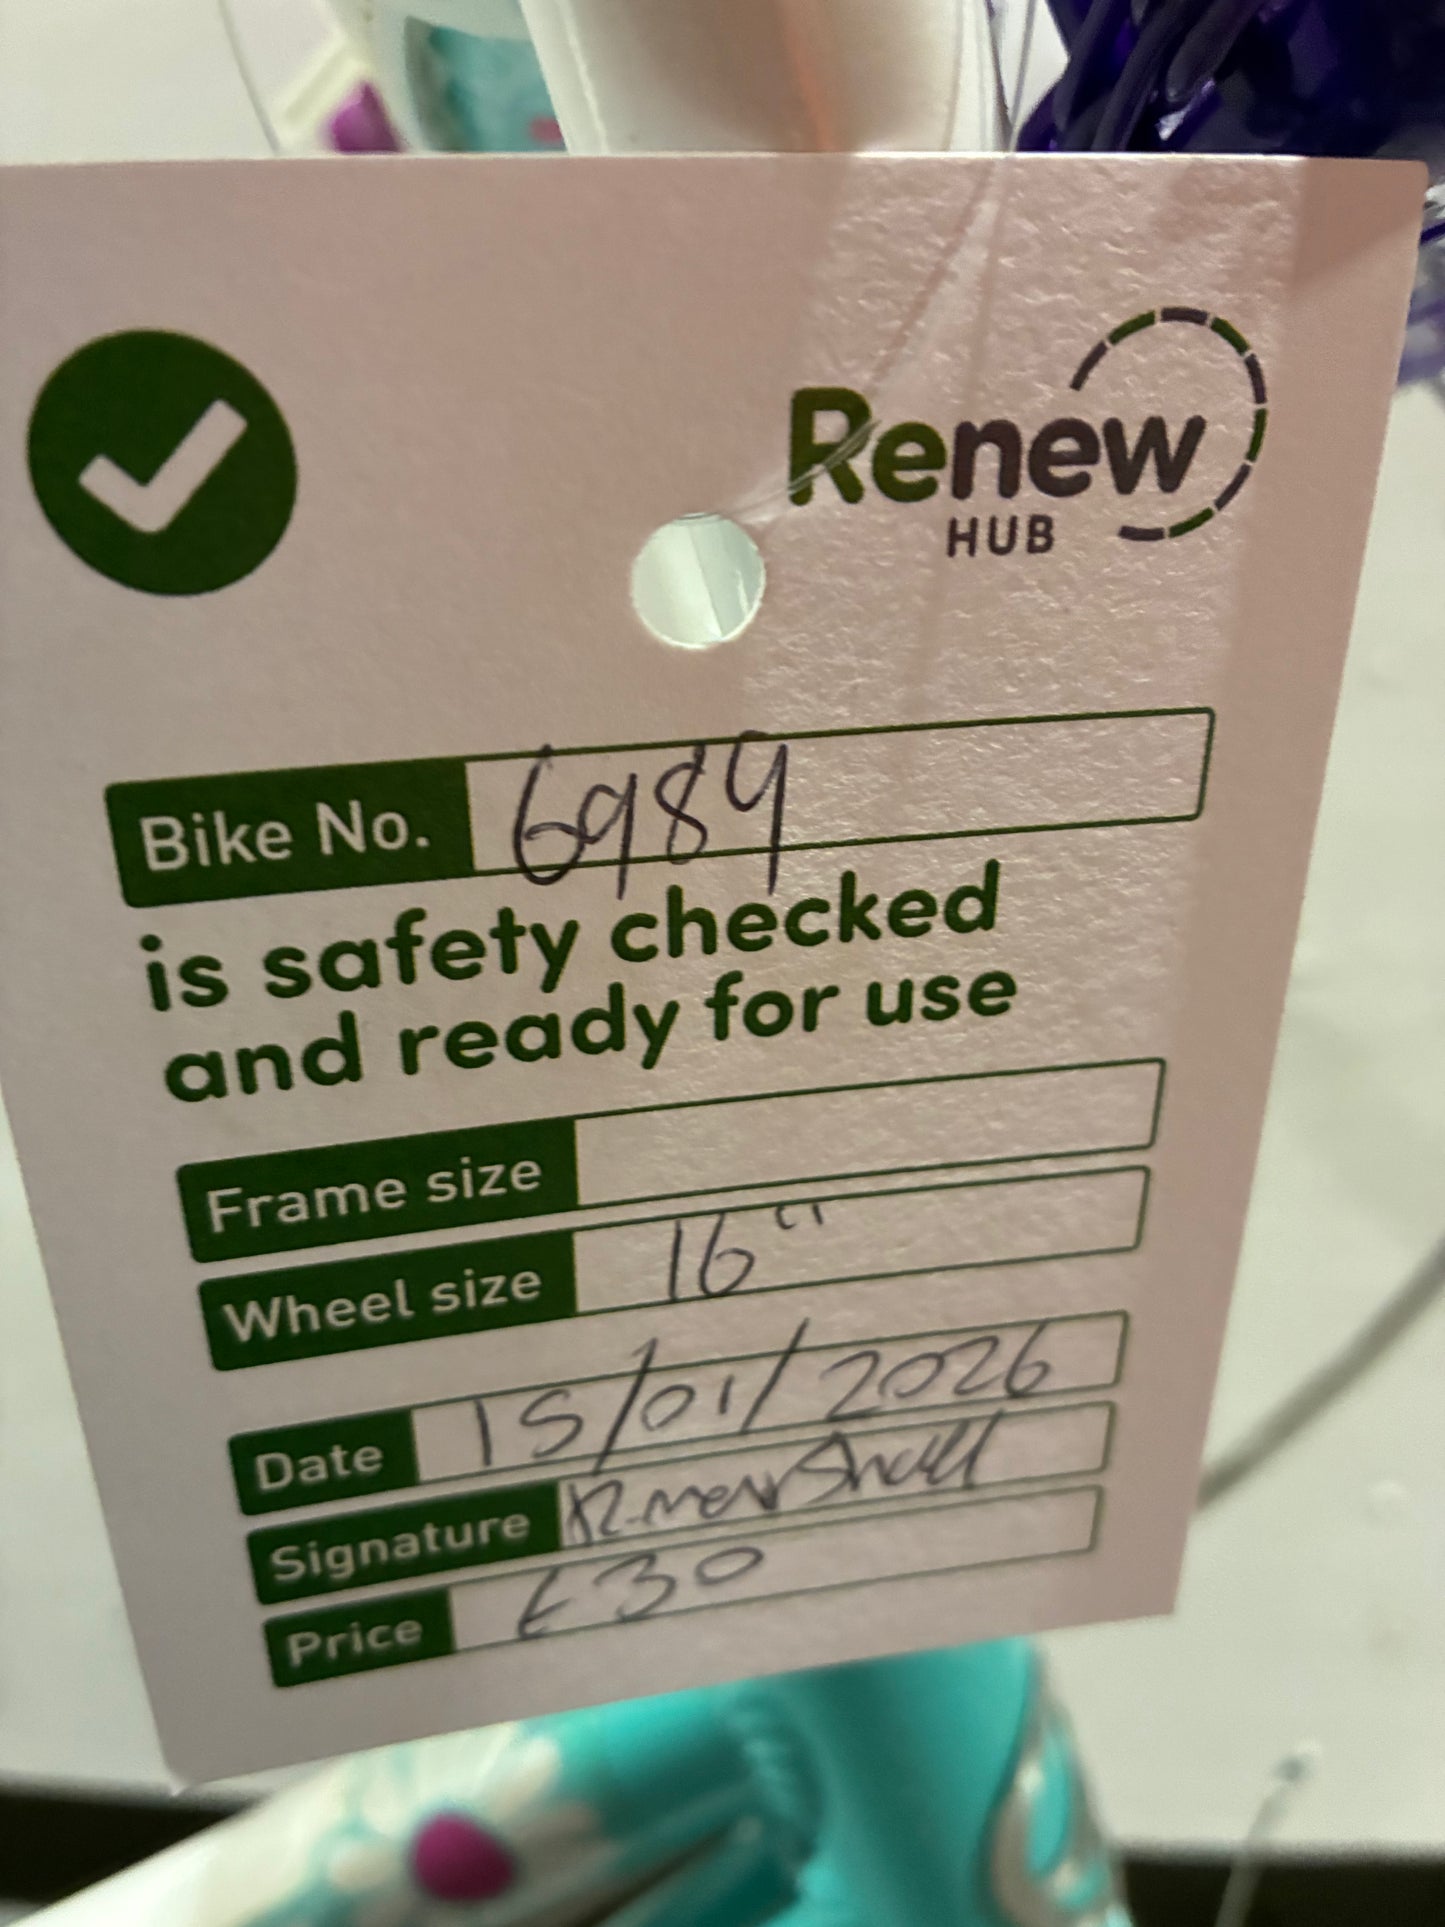 Renew
HUB
Bike No. 6989
is safety checked
and ready for use
Frame size
Wheel size 16"
Date 15/01/2026
Signature R.marshall
Price £30